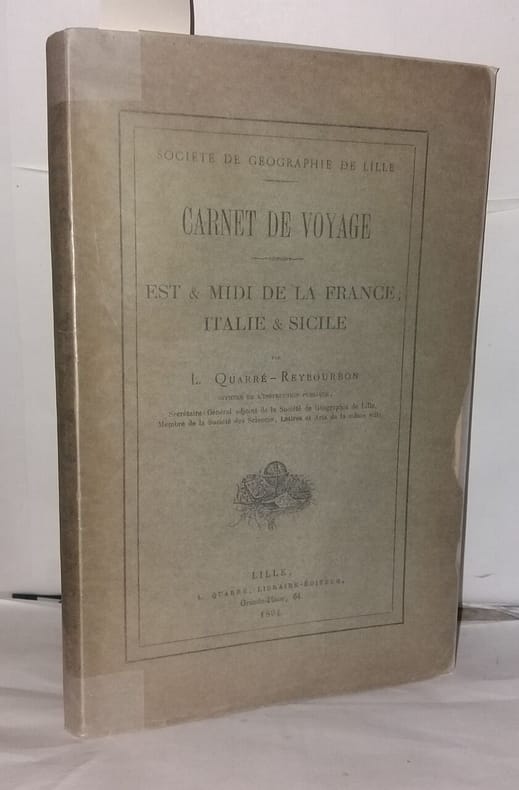 SOCIÉTÉ DE GÉOGRAPHIE DE LILLE
CARNET DE VOYAGE
EST & MIDI DE LA FRANCE,
ITALIE & SICILE
PAR
L. QUARRÉ-REYBOURBON
OFFICIER DE L'INSTRUCTION PUBLIQUE,
Secrétaire-Général adjoint de la Société de Géographie de Lille,
Membre de la Société des Sciences, Lettres et Arts de la même ville.
LILLE,
L. QUARRÉ, LIBRAIRE-ÉDITEUR,
Grande-Place, 64
1891